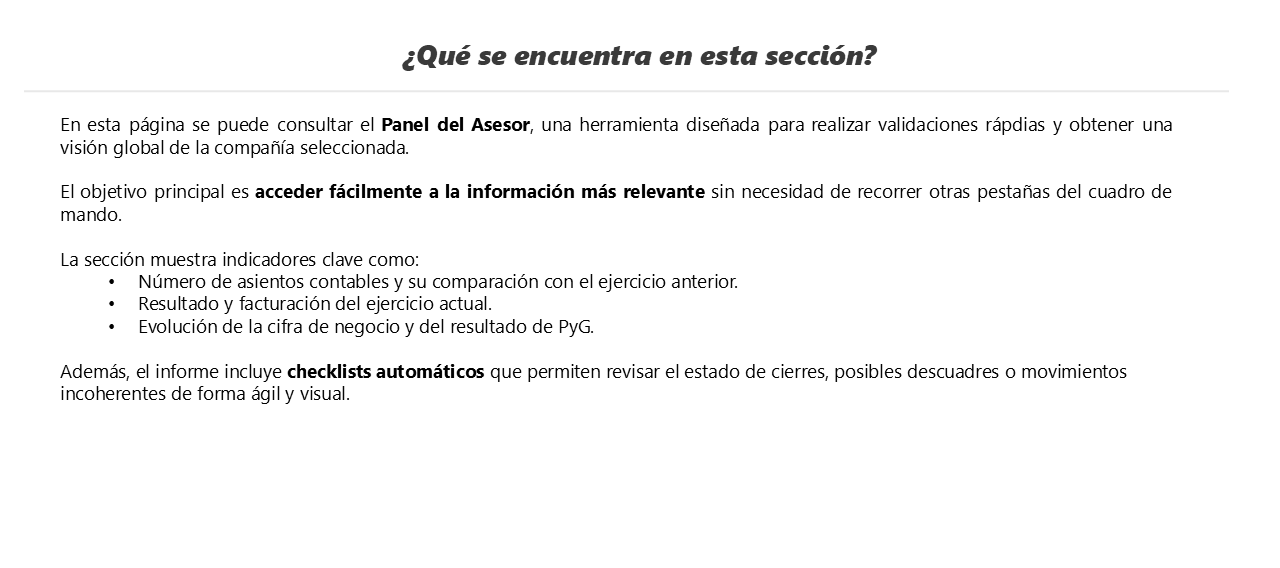 ¿Qué se encuentra en esta sección?
En esta página se puede consultar el Panel del Asesor, una herramienta diseñada para realizar validaciones rápdias y obtener una
visión global de la compañía seleccionada.
El objetivo principal es acceder fácilmente a la información más relevante sin necesidad de recorrer otras pestañas del cuadro de
mando.
La sección muestra indicadores clave como:
• Número de asientos contables y su comparación con el ejercicio anterior.
• Resultado y facturación del ejercicio actual.
• Evolución de la cifra de negocio y del resultado de PyG.
Además, el informe incluye checklists automáticos que permiten revisar el estado de cierres, posibles descuadres o movimientos
incoherentes de forma ágil y visual.